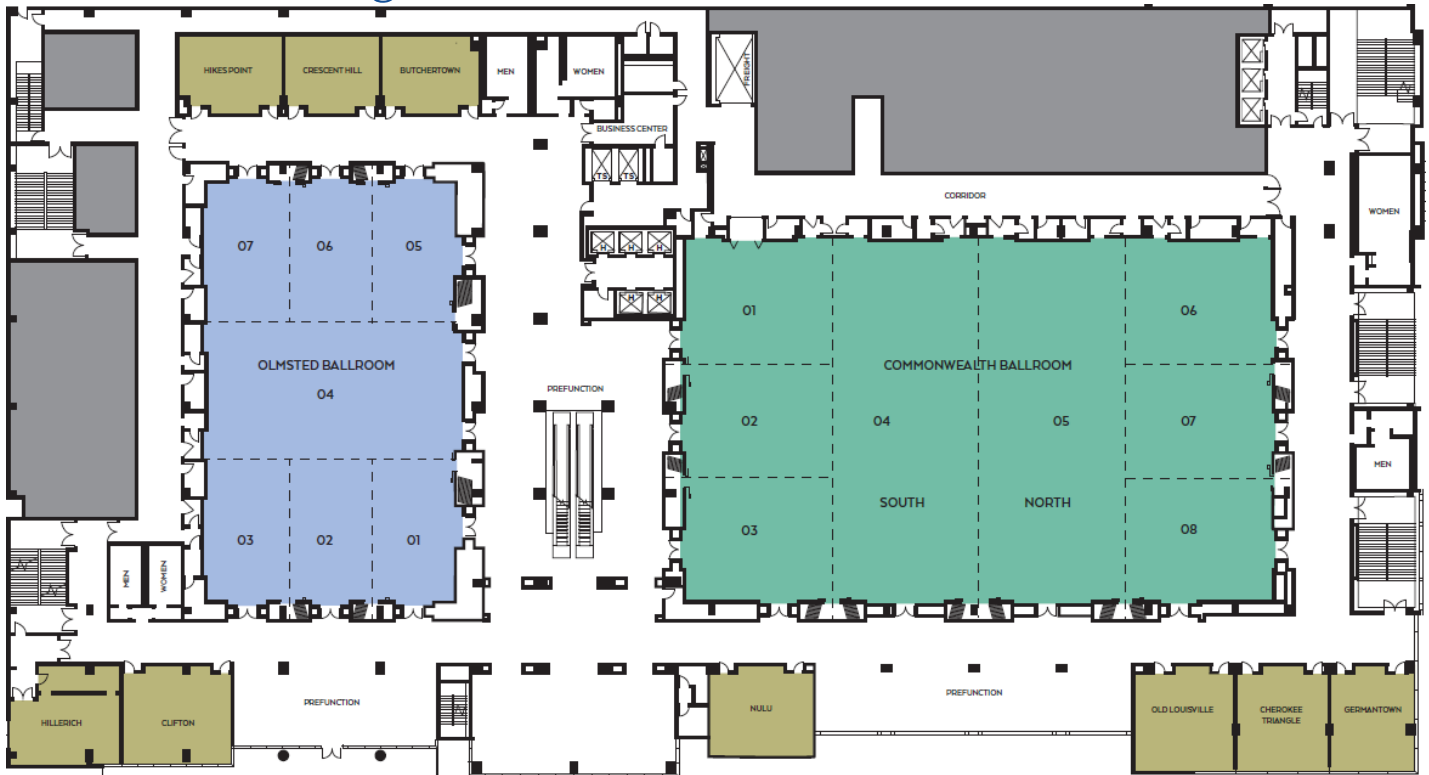 HIKES POINT
CRESCENT HILL
BUTCHERTOWN
MEN
WOMEN
FREIGHT
BUSINESS CENTER
TS
TS
CORRIDOR
WOMEN
H
H
H
H
H
07
06
05
OLMSTED BALLROOM
04
03
02
01
PREFUNCTION
01
06
COMMONWEALTH BALLROOM
02
04
05
07
SOUTH
NORTH
03
08
MEN
MEN
WOMEN
HILLERICH
CLIFTON
PREFUNCTION
NULU
PREFUNCTION
OLD LOUISVILLE
CHEROKEE
TRIANGLE
GERMANTOWN